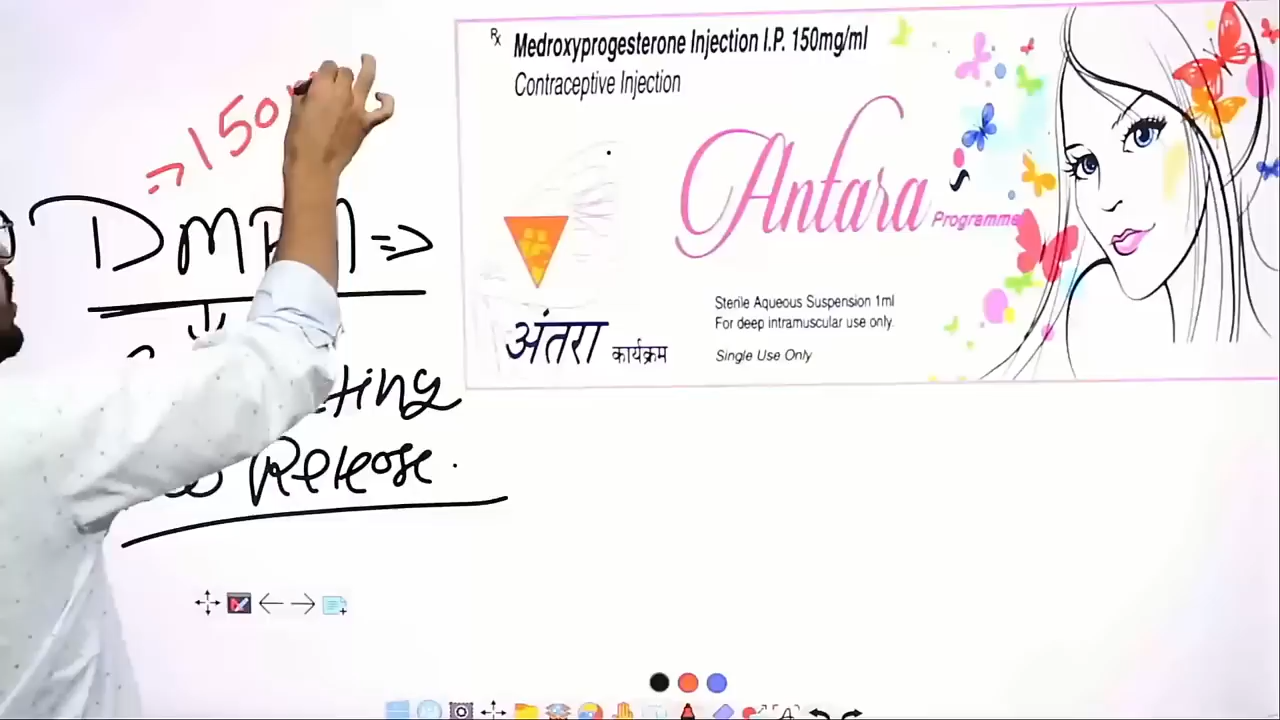 ⇒ 150
DMPA ⇒
Release.
Rx Medroxyprogesterone Injection I.P. 150mg/ml
Contraceptive Injection
Antara Programme
अंतरा कार्यक्रम
Sterile Aqueous Suspension 1ml
For deep intramuscular use only.
Single Use Only